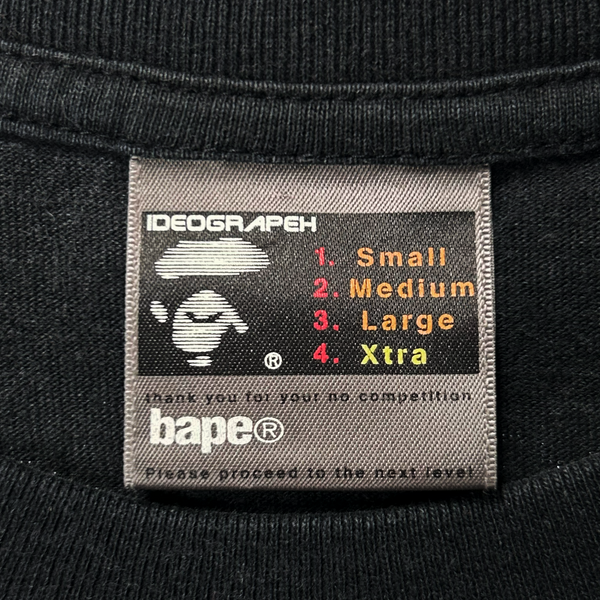 IDEOGRAPEH
1. Small
2. Medium
3. Large
4. Xtra
®
thank you for your no competition
bape®
Please proceed to the next level